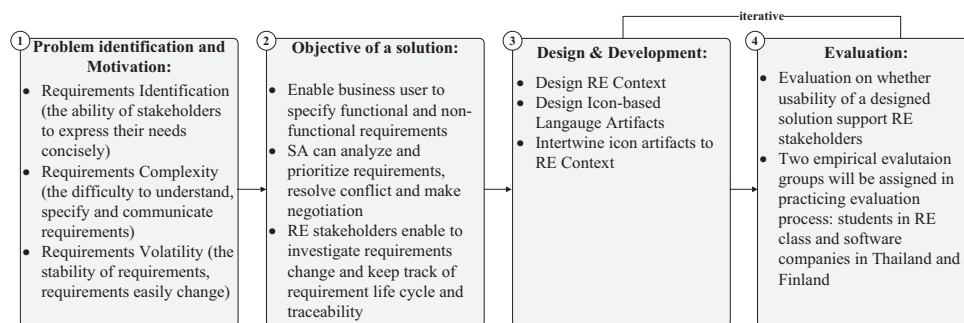 iterative
1
Problem identification and
Motivation:
• Requirements Identification
(the ability of stakeholders
to express their needs
concisely)
• Requirements Complexity
(the difficulty to understand,
specify and communicate
requirements)
• Requirements Volatility (the
stability of requirements,
requirements easily change)
2
Objective of a solution:
• Enable business user to
specify functional and non-
functional requirements
• SA can analyze and
prioritize requirements,
resolve conflict and make
negotiation
• RE stakeholders enable to
investigate requirements
change and keep track of
requirement life cycle and
traceability
3
Design & Development:
• Design RE Context
• Design Icon-based
Langauge Artifacts
• Intertwine icon artifacts to
RE Context
4
Evaluation:
• Evaluation on whether
usability of a designed
solution support RE
stakeholders
• Two empirical evalutaion
groups will be assigned in
practicing evaluation
process: students in RE
class and software
companies in Thailand and
Finland